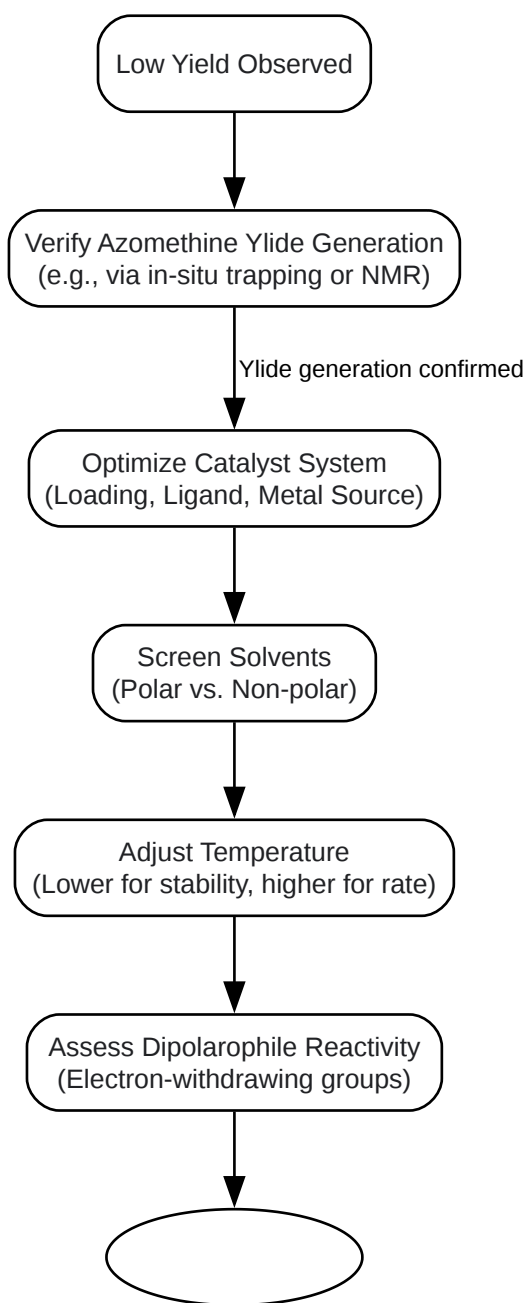 Low Yield Observed
Verify Azomethine Ylide Generation
(e.g., via in-situ trapping or NMR)
Ylide generation confirmed
Optimize Catalyst System
(Loading, Ligand, Metal Source)
Screen Solvents
(Polar vs. Non-polar)
Adjust Temperature
(Lower for stability, higher for rate)
Assess Dipolarophile Reactivity
(Electron-withdrawing groups)